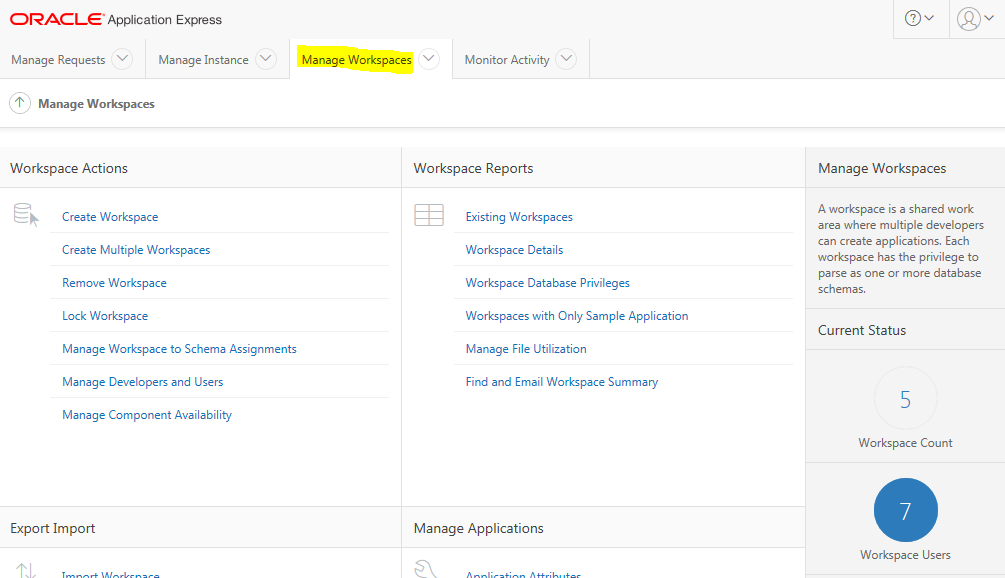 ORACLE Application Express
?
Manage Requests
Manage Instance
Manage Workspaces
Monitor Activity
Manage Workspaces
Workspace Actions
Create Workspace
Create Multiple Workspaces
Remove Workspace
Lock Workspace
Manage Workspace to Schema Assignments
Manage Developers and Users
Manage Component Availability
Workspace Reports
Existing Workspaces
Workspace Details
Workspace Database Privileges
Workspaces with Only Sample Application
Manage File Utilization
Find and Email Workspace Summary
Manage Workspaces
A workspace is a shared work
area where multiple developers
can create applications. Each
workspace has the privilege to
parse as one or more database
schemas.
Current Status
5
Workspace Count
7
Workspace Users
Export Import
Import Workspace
Manage Applications
Application Attributes